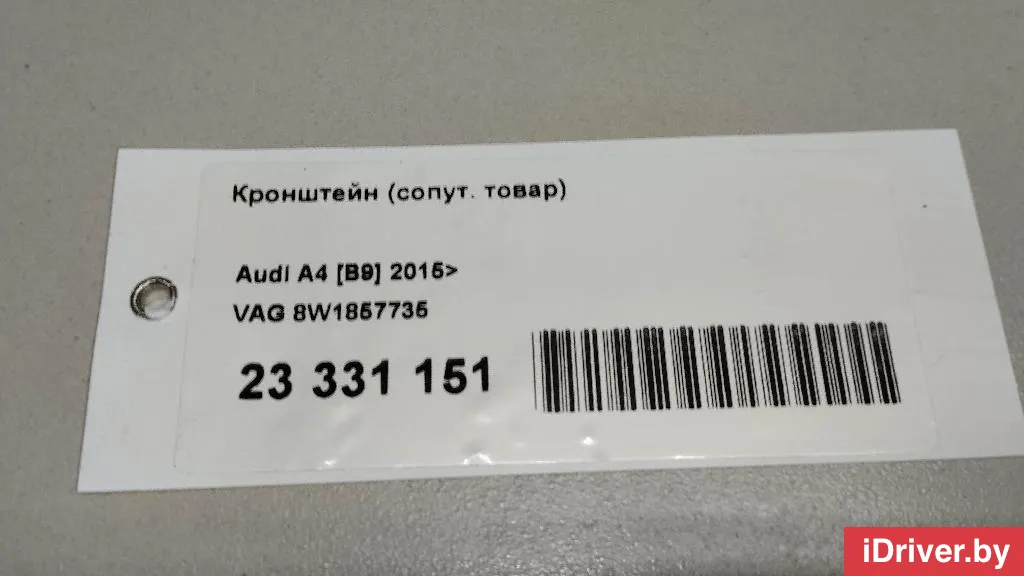 Кронштейн (сопут. товар)
Audi A4 [B9] 2015>
VAG 8W1857735
23 331 151
iDriver.by